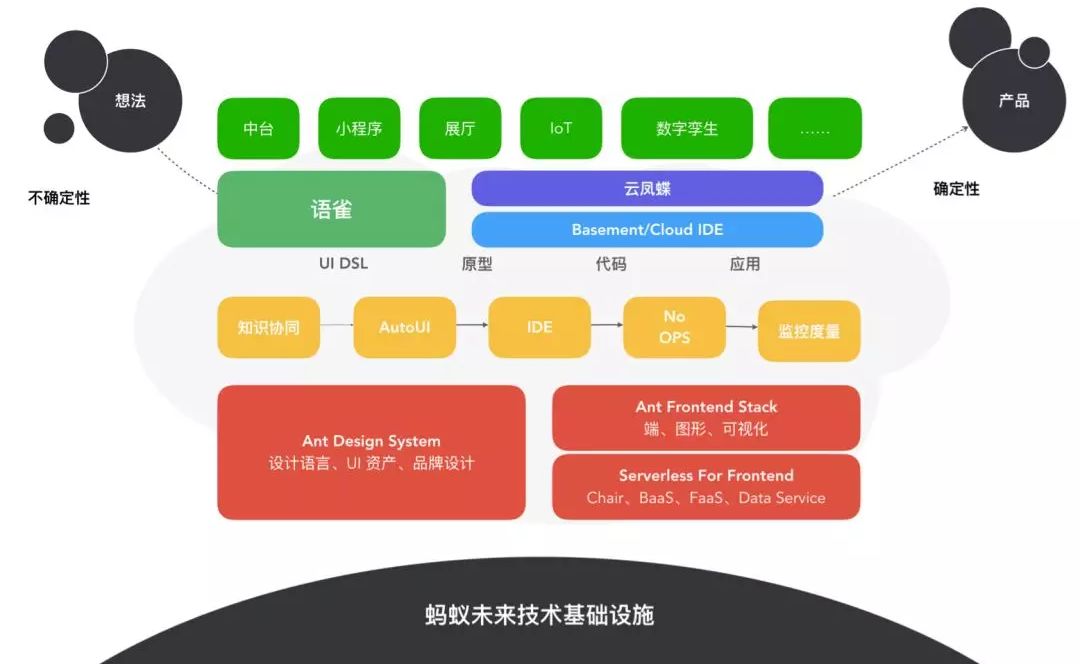 想法
产品
中台
小程序
展厅
IoT
数字孪生
……
不确定性
确定性
语雀
云凤蝶
Basement/Cloud IDE
UI DSL
原型
代码
应用
知识协同
AutoUI
IDE
No
OPS
监控度量
Ant Design System
设计语言、UI 资产、品牌设计
Ant Frontend Stack
端、图形、可视化
Serverless For Frontend
Chair、BaaS、FaaS、Data Service
蚂蚁未来技术基础设施